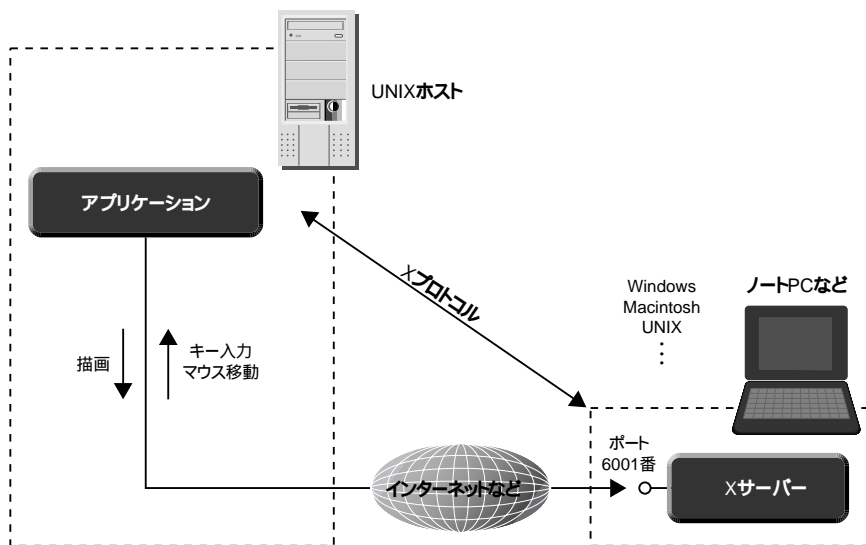 UNIXホスト
アプリケーション
Xプロトコル
Windows
Macintosh
UNIX
⋮
ノートPCなど
描画
キー入力
マウス移動
ポート
6001番
インターネットなど
Xサーバー